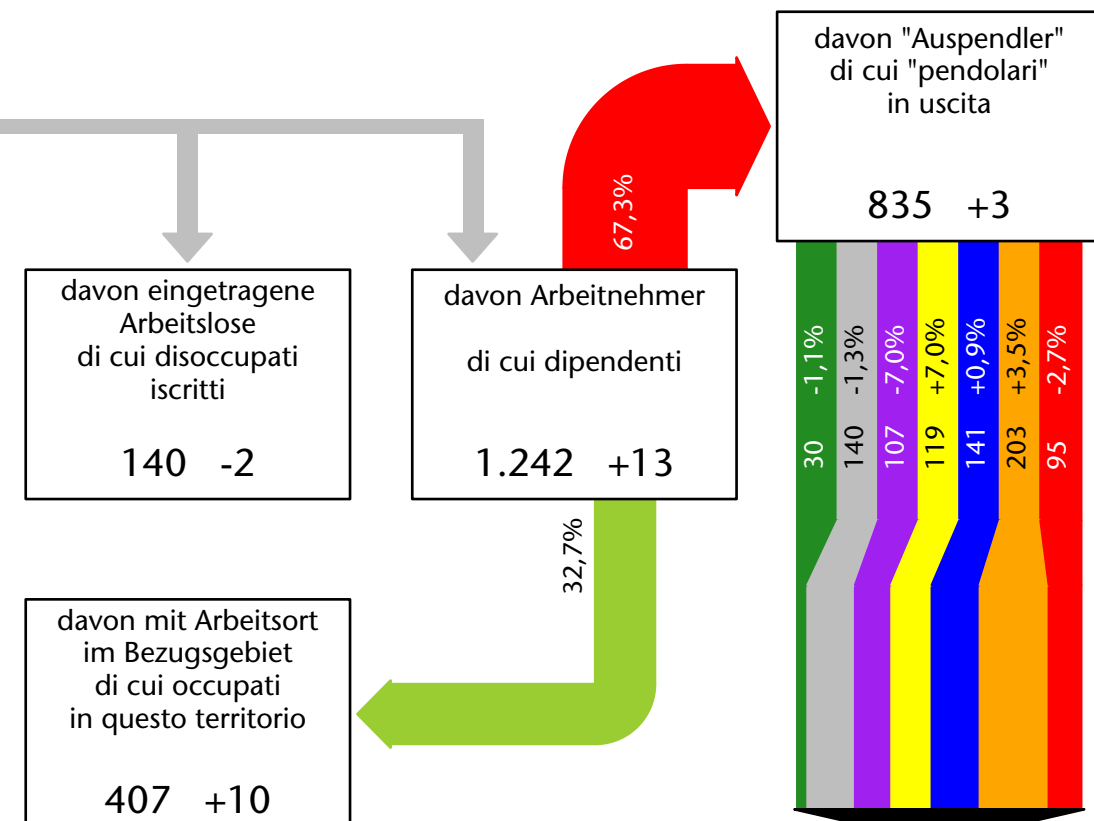 davon "Auspendler"
di cui "pendolari"
in uscita
835 +3
67,3%
davon eingetragene
Arbeitslose
di cui disoccupati
iscritti
140 -2
davon Arbeitnehmer
di cui dipendenti
1.242 +13
30 -1,1%
140 -1,3%
107 -7,0%
119 +7,0%
141 +0,9%
203 +3,5%
95 -2,7%
32,7%
davon mit Arbeitsort
im Bezugsgebiet
di cui occupati
in questo territorio
407 +10